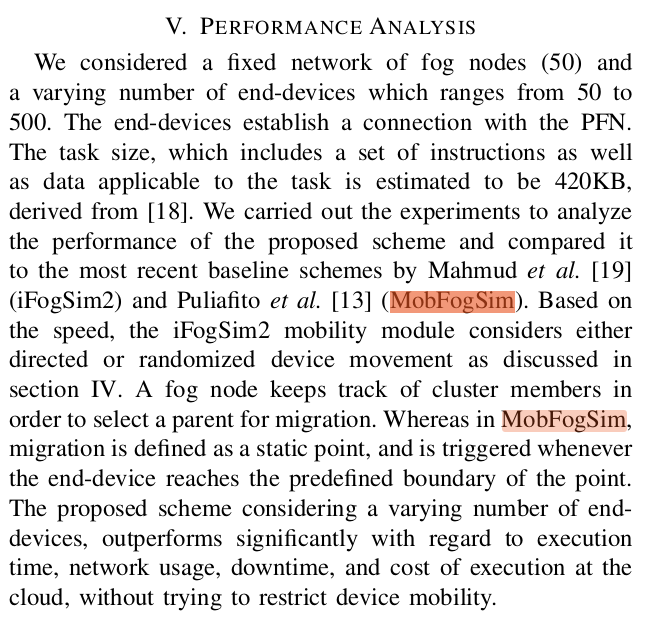 V. PERFORMANCE ANALYSIS
We considered a fixed network of fog nodes (50) and
a varying number of end-devices which ranges from 50 to
500. The end-devices establish a connection with the PFN.
The task size, which includes a set of instructions as well
as data applicable to the task is estimated to be 420KB,
derived from [18]. We carried out the experiments to analyze
the performance of the proposed scheme and compared it
to the most recent baseline schemes by Mahmud et al. [19]
(iFogSim2) and Puliafito et al. [13] (MobFogSim). Based on
the speed, the iFogSim2 mobility module considers either
directed or randomized device movement as discussed in
section IV. A fog node keeps track of cluster members in
order to select a parent for migration. Whereas in MobFogSim,
migration is defined as a static point, and is triggered whenever
the end-device reaches the predefined boundary of the point.
The proposed scheme considering a varying number of end-
devices, outperforms significantly with regard to execution
time, network usage, downtime, and cost of execution at the
cloud, without trying to restrict device mobility.